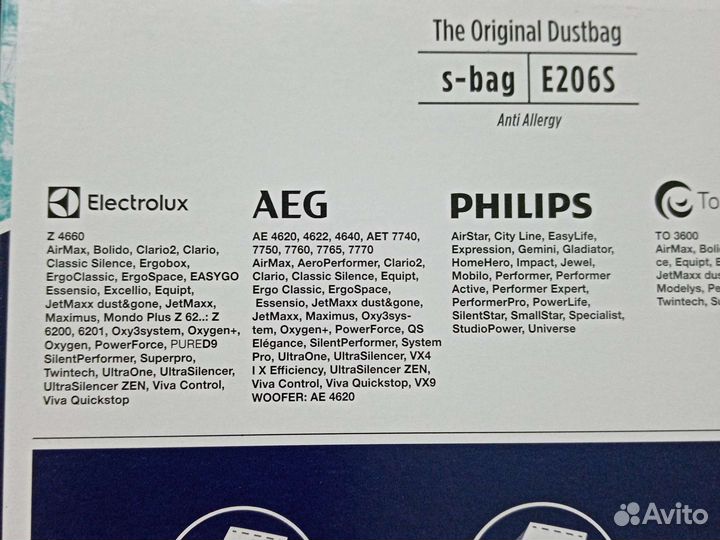 The Original Dustbag
s-bag E206S
Anti Allergy
Electrolux
Z 4660
AirMax, Bolido, Clario2, Clario,
Classic Silence, Ergobox,
ErgoClassic, ErgoSpace, EASYGO
Essensio, Excellio, Equipt,
JetMaxx dust&gone, JetMaxx,
Maximus, Mondo Plus Z 62..: Z
6200, 6201, Oxy3system, Oxygen+,
Oxygen, PowerForce, PURED9
SilentPerformer, Superpro,
Twintech, UltraOne, UltraSilencer,
UltraSilencer ZEN, Viva Control,
Viva Quickstop
AEG
AE 4620, 4622, 4640, AET 7740,
7750, 7760, 7765, 7770
AirMax, AeroPerformer, Clario2,
Clario, Classic Silence, Equipt,
Ergo Classic, ErgoSpace,
Essensio, JetMaxx dust&gone,
JetMaxx, Maximus, Oxy3sys-
tem, Oxygen+, PowerForce, QS
Elégance, SilentPerformer, System
Pro, UltraOne, UltraSilencer, VX4
I X Efficiency, UltraSilencer ZEN,
Viva Control, Viva Quickstop, VX9
WOOFER: AE 4620
PHILIPS
AirStar, City Line, EasyLife,
Expression, Gemini, Gladiator,
HomeHero, Impact, Jewel,
Mobilo, Performer, Performer
Active, Performer Expert,
PerformerPro, PowerLife,
SilentStar, SmallStar, Specialist,
StudioPower, Universe
To
TO 3600
AirMax, Bo
ce, Equipt, E
JetMaxx dus
Modelys, Pe
Twintech, Su
Avito